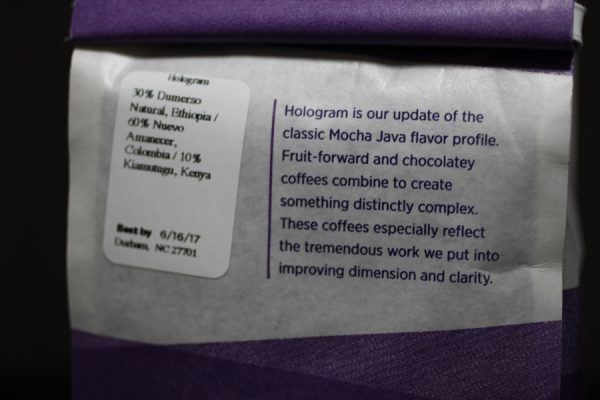 Hologram
30% Dumerso
Natural, Ethiopia /
60% Nuevo
Amanecer,
Colombia / 10%
Kiamutugu, Kenya
Best by 6/16/17
Durham, NC 27701
Hologram is our update of the
classic Mocha Java flavor profile.
Fruit-forward and chocolatey
coffees combine to create
something distinctly complex.
These coffees especially reflect
the tremendous work we put into
improving dimension and clarity.